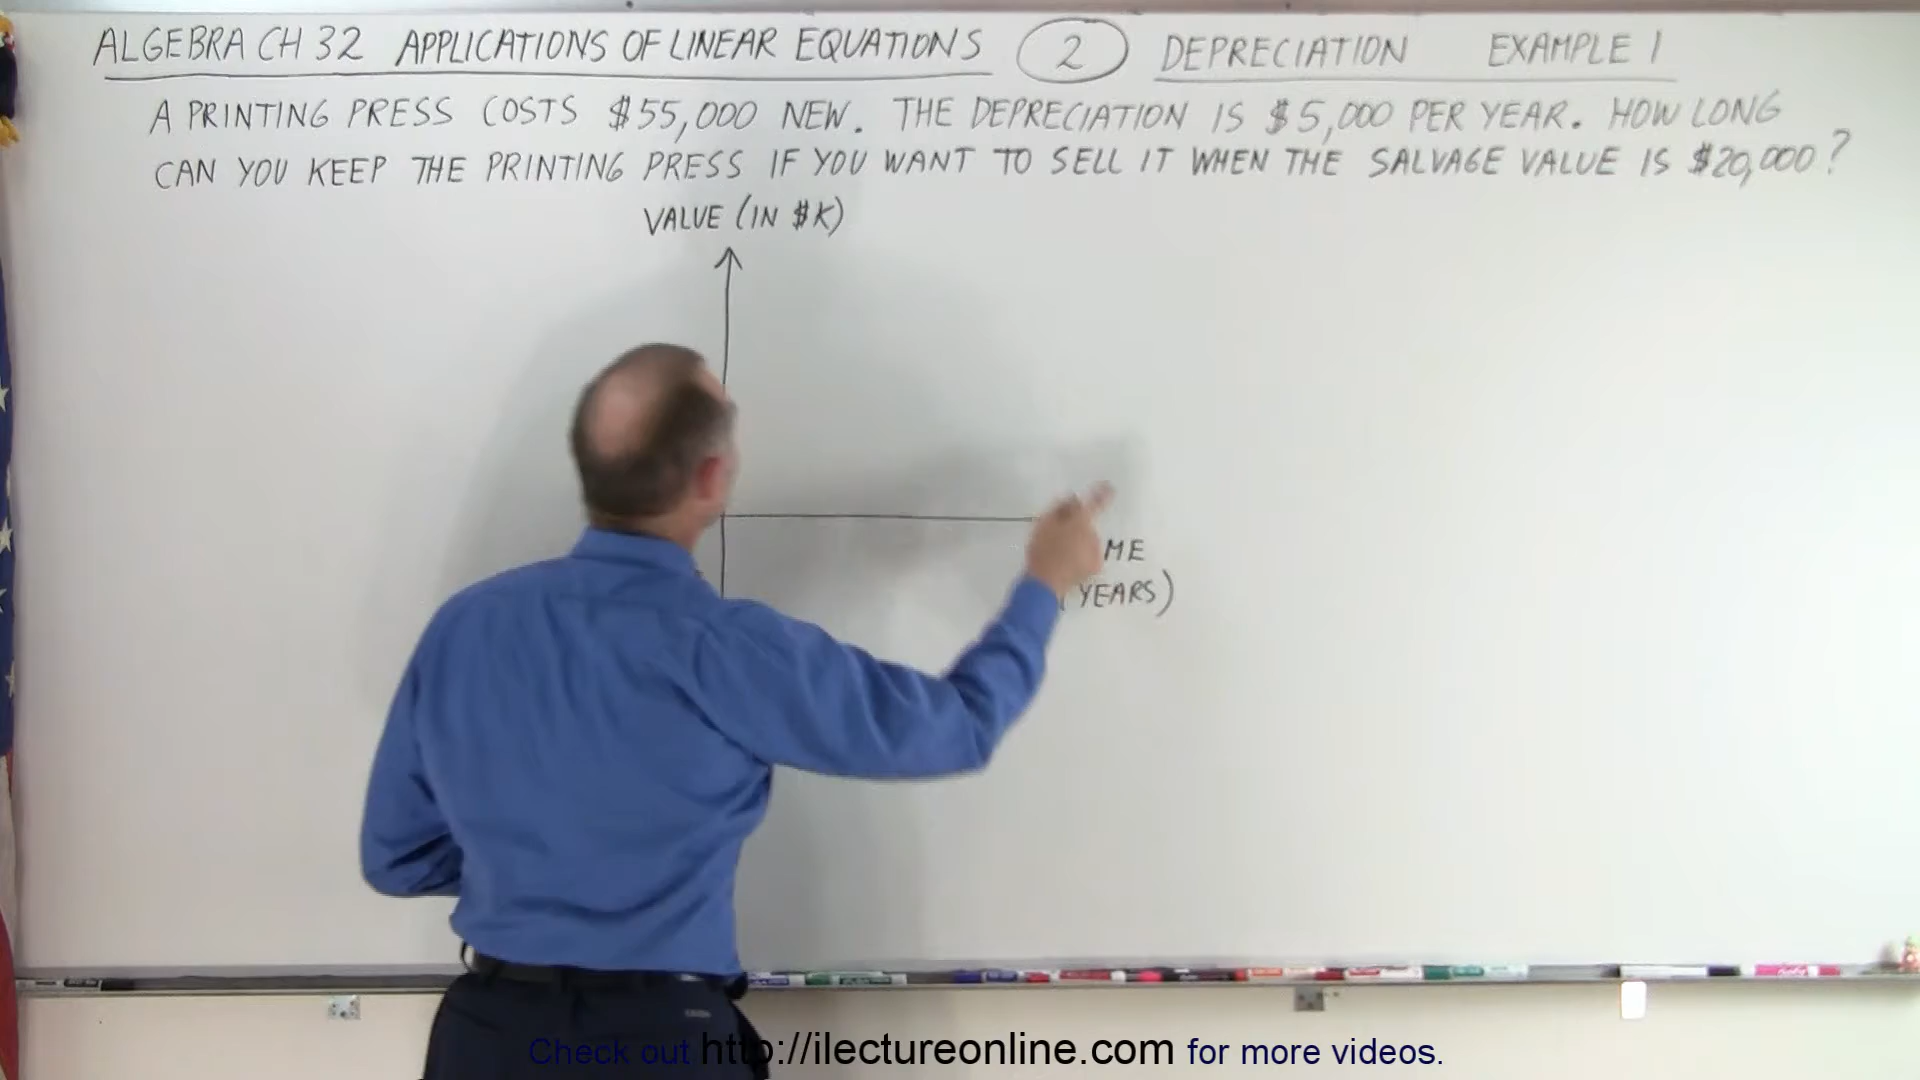 ALGEBRA CH 32 APPLICATIONS OF LINEAR EQUATIONS 2 DEPRECIATION EXAMPLE 1
A PRINTING PRESS COSTS $55,000 NEW. THE DEPRECIATION IS $5,000 PER YEAR. HOW LONG
CAN YOU KEEP THE PRINTING PRESS IF YOU WANT TO SELL IT WHEN THE SALVAGE VALUE IS $20,000?
VALUE (IN $K)
ME
(YEARS)
Check out http://ilectureonline.com for more videos.